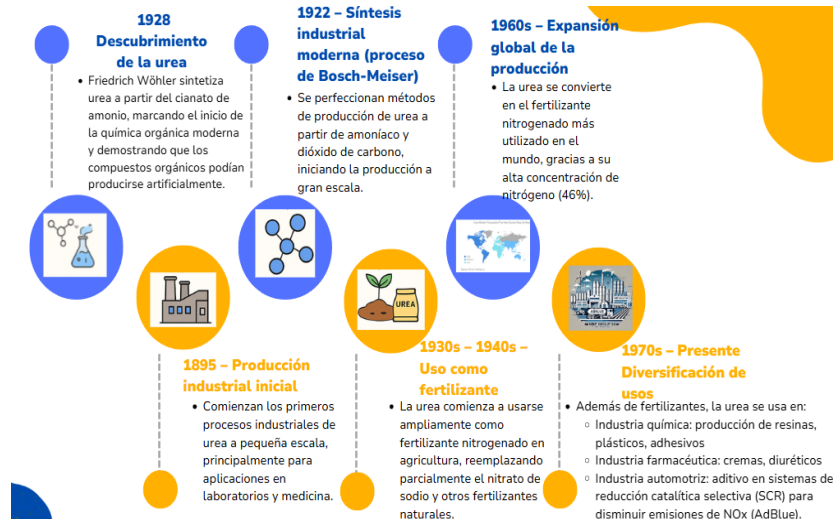 1928
Descubrimiento
de la urea
Friedrich Wöhler sintetiza
urea a partir del cianato de
amonio, marcando el inicio de
la química orgánica moderna
y demostrando que los
compuestos orgánicos podían
producirse artificialmente.
1922 – Síntesis
industrial
moderna (proceso
de Bosch-Meiser)
Se perfeccionan métodos
de producción de urea a
partir de amoníaco y
dióxido de carbono,
iniciando la producción a
gran escala.
1960s – Expansión
global de la
producción
La urea se convierte
en el fertilizante
nitrogenado más
utilizado en el
mundo, gracias a su
alta concentración de
nitrógeno (46%).
UREA
1895 – Producción
industrial inicial
Comienzan los primeros
procesos industriales de
urea a pequeña escala,
principalmente para
aplicaciones en
laboratorios y medicina.
1930s – 1940s –
Uso como
fertilizante
La urea comienza a usarse
ampliamente como
fertilizante nitrogenado en
agricultura, reemplazando
parcialmente el nitrato de
sodio y otros fertilizantes
naturales.
1970s – Presente
Diversificación de
usos
Además de fertilizantes, la urea se usa en:
Industria química: producción de resinas,
plásticos, adhesivos
Industria farmacéutica: cremas, diuréticos
Industria automotriz: aditivo en sistemas de
reducción catalítica selectiva (SCR) para
disminuir emisiones de NOx (AdBlue).